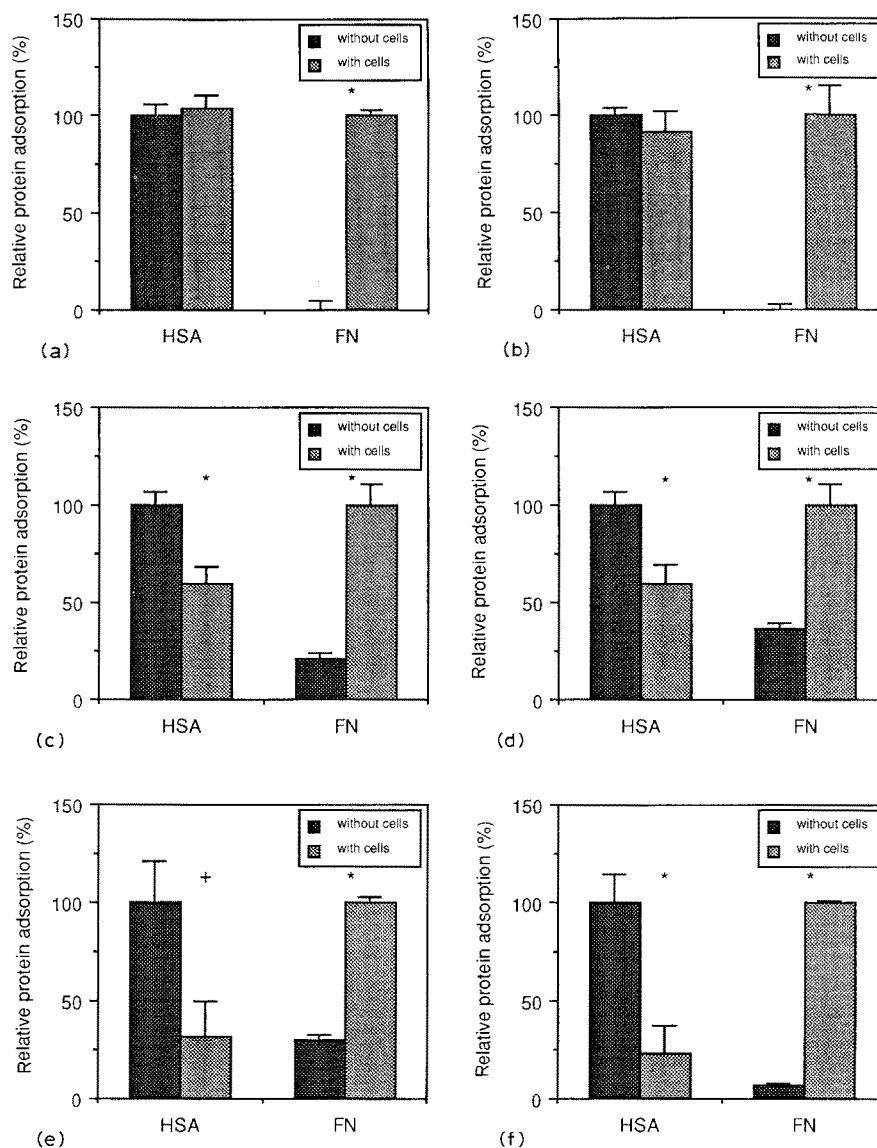 150
without cells
with cells
*
100
50
0
Relative protein adsorption (%)
HSA
FN
(a)
150
without cells
with cells
*
100
50
0
Relative protein adsorption (%)
HSA
FN
(b)
150
without cells
with cells
*
*
100
50
0
Relative protein adsorption (%)
HSA
FN
(c)
150
without cells
with cells
*
*
100
50
0
Relative protein adsorption (%)
HSA
FN
(d)
150
without cells
with cells
+
*
100
50
0
Relative protein adsorption (%)
HSA
FN
(e)
150
without cells
with cells
*
*
100
50
0
Relative protein adsorption (%)
HSA
FN
(f)